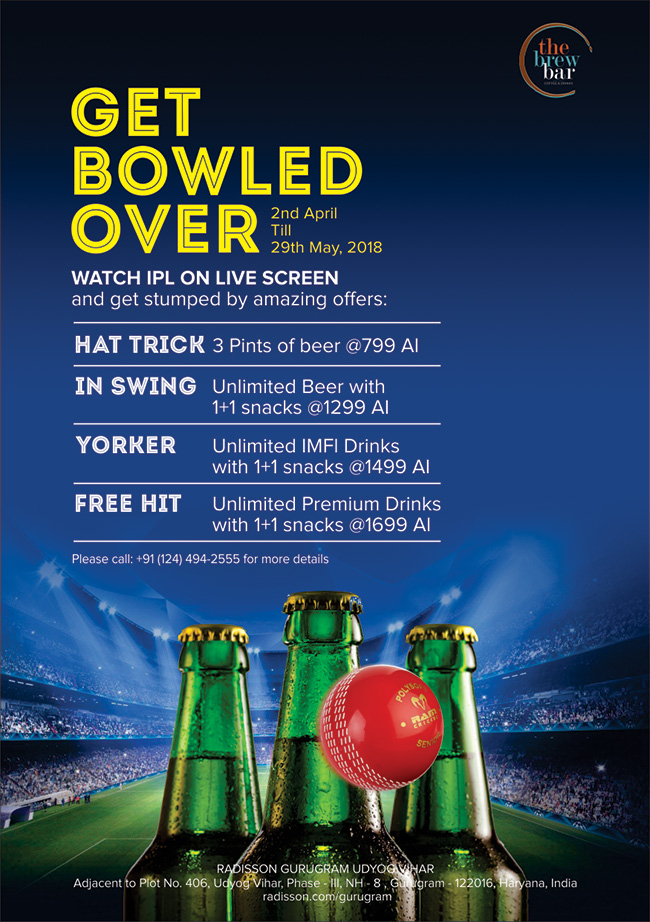 the
brew
bar
GET
BOWLED
OVER
2nd April
Till
29th May, 2018
WATCH IPL ON LIVE SCREEN
and get stumped by amazing offers:
HAT TRICK 3 Pints of beer @799 AI
IN SWING Unlimited Beer with
1+1 snacks @1299 AI
YORKER Unlimited IMFl Drinks
with 1+1 snacks @1499 AI
FREE HIT Unlimited Premium Drinks
with 1+1 snacks @1699 AI
Please call: +91 (124) 494-2555 for more details
RADISSON GURUGRAM UDYOG VIHAR
Adjacent to Plot No. 406, Udyog Vihar, Phase - III, NH - 8 , Gurugram - 122016, Haryana, India
radisson.com/gurugram